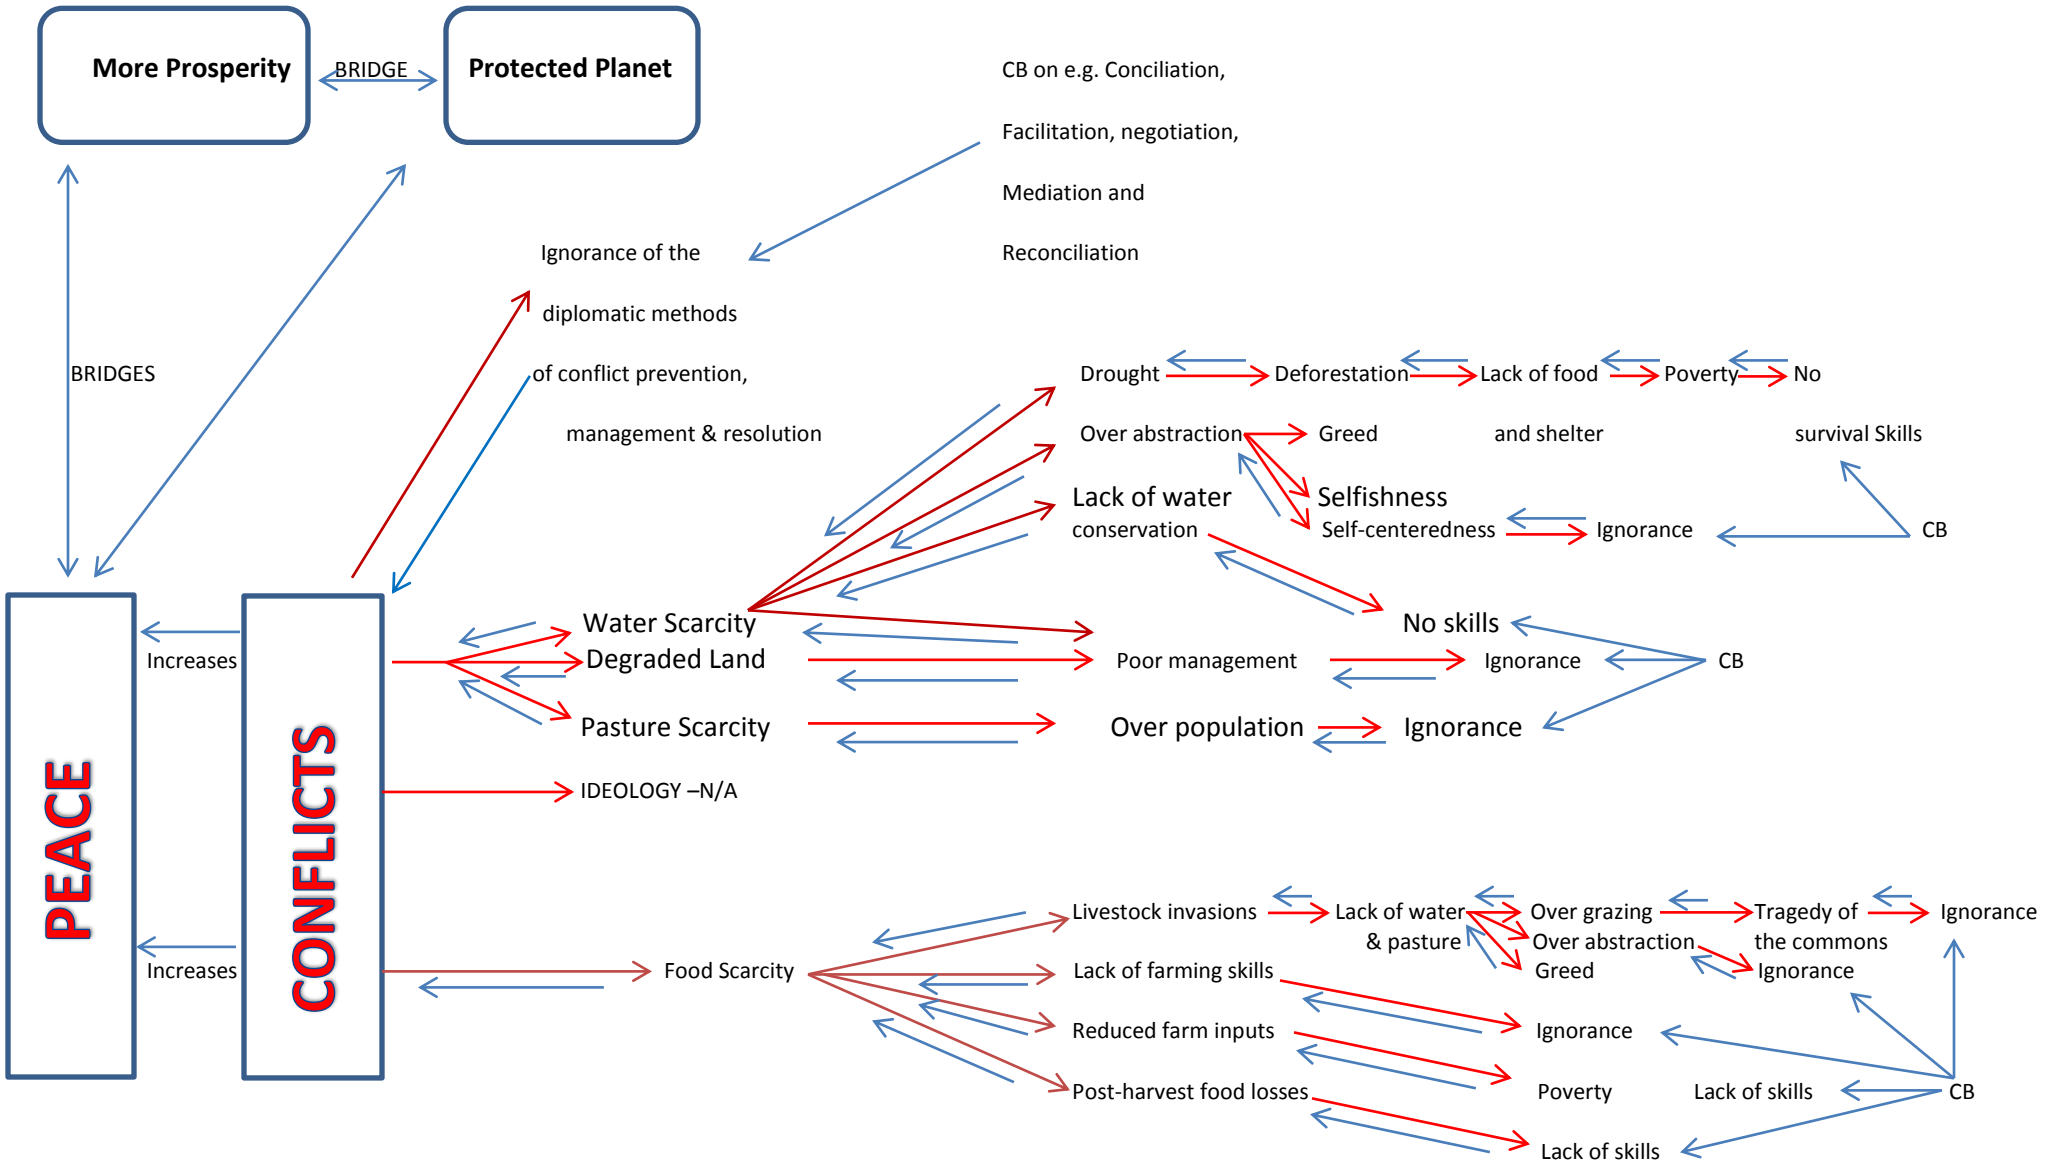 More Prosperity
BRIDGE
Protected Planet
CB on e.g. Conciliation,
Facilitation, negotiation,
Mediation and
Reconciliation
Ignorance of the
diplomatic methods
of conflict prevention,
management & resolution
BRIDGES
Drought
Deforestation
Lack of food
Poverty
No
Over abstraction
Greed
and shelter
survival Skills
Lack of water
Selfishness
conservation
Self-centeredness
Ignorance
CB
Water Scarcity
No skills
Increases
Degraded Land
Poor management
Ignorance
CB
Pasture Scarcity
Over population
Ignorance
IDEOLOGY –N/A
PEACE
CONFLICTS
Livestock invasions
Lack of water
Over grazing
Tragedy of
Ignorance
& pasture
Over abstraction
the commons
Increases
Food Scarcity
Lack of farming skills
Greed
Ignorance
Reduced farm inputs
Ignorance
Post-harvest food losses
Poverty
Lack of skills
CB
Lack of skills